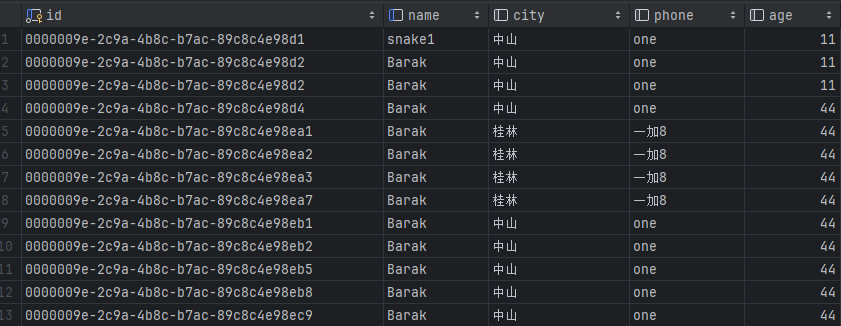 id name city phone age
1 0000009e-2c9a-4b8c-b7ac-89c8c4e98d1 snake1 中山 one 11
2 0000009e-2c9a-4b8c-b7ac-89c8c4e98d2 Barak 中山 one 11
3 0000009e-2c9a-4b8c-b7ac-89c8c4e98d2 Barak 中山 one 11
4 0000009e-2c9a-4b8c-b7ac-89c8c4e98d4 Barak 中山 one 44
5 0000009e-2c9a-4b8c-b7ac-89c8c4e98ea1 Barak 桂林 一加8 44
6 0000009e-2c9a-4b8c-b7ac-89c8c4e98ea2 Barak 桂林 一加8 44
7 0000009e-2c9a-4b8c-b7ac-89c8c4e98ea3 Barak 桂林 一加8 44
8 0000009e-2c9a-4b8c-b7ac-89c8c4e98ea7 Barak 桂林 一加8 44
9 0000009e-2c9a-4b8c-b7ac-89c8c4e98eb1 Barak 中山 one 44
10 0000009e-2c9a-4b8c-b7ac-89c8c4e98eb2 Barak 中山 one 44
11 0000009e-2c9a-4b8c-b7ac-89c8c4e98eb5 Barak 中山 one 44
12 0000009e-2c9a-4b8c-b7ac-89c8c4e98eb8 Barak 中山 one 44
13 0000009e-2c9a-4b8c-b7ac-89c8c4e98ec9 Barak 中山 one 44